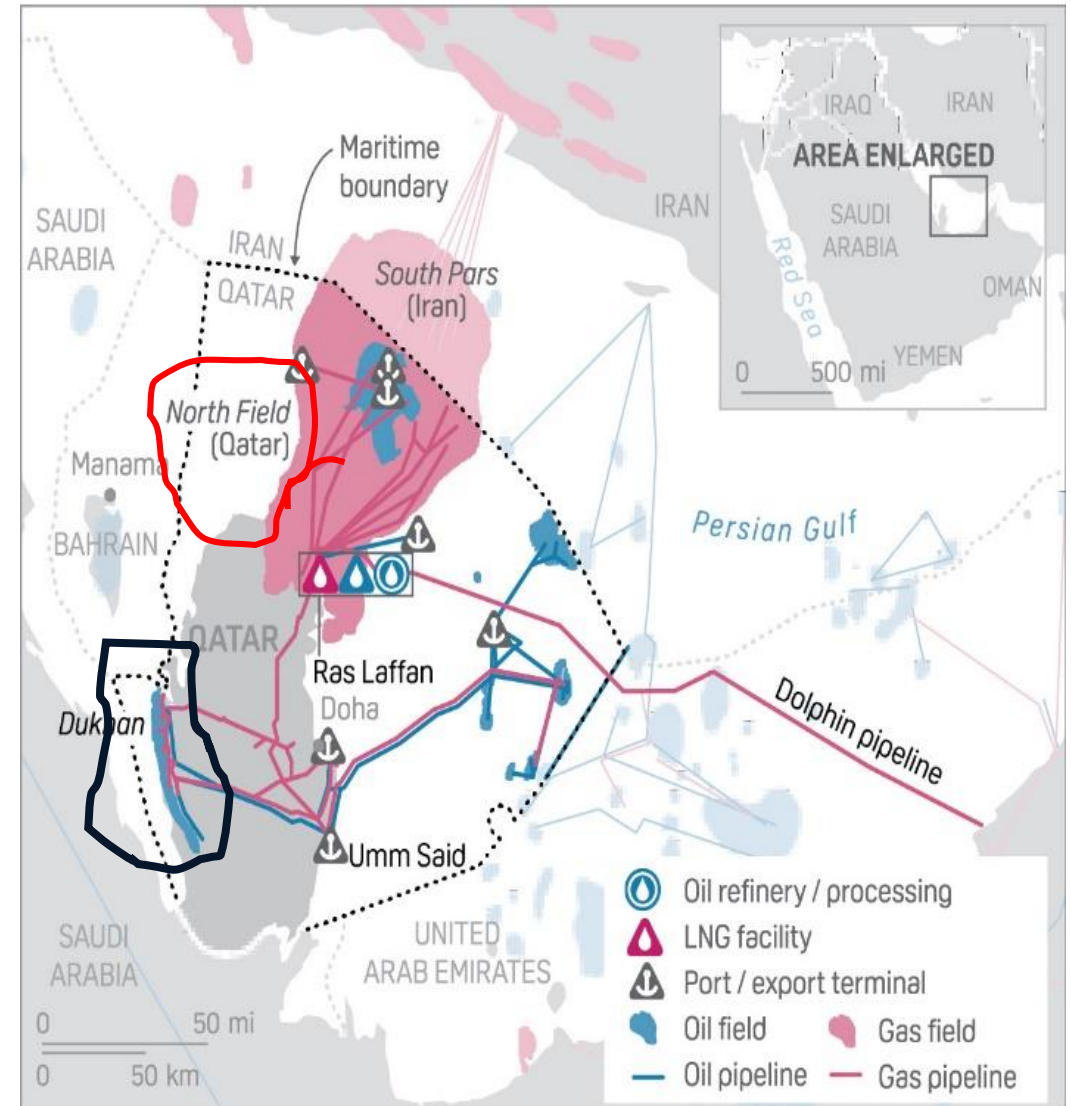 Maritime
boundary
IRAQ
IRAN
AREA ENLARGED
SAUDI
ARABIA
Red Sea
OMAN
YEMEN
0 500 mi
SAUDI
ARABIA
IRAN
QATAR
South Pars
(Iran)
IRAN
North Field
(Qatar)
Manama
BAHRAIN
Persian Gulf
QATAR
Ras Laffan
Doha
Dukhan
Dolphin pipeline
Umm Said
SAUDI
ARABIA
UNITED
ARAB EMIRATES
0 50 mi
0 50 km
Oil refinery / processing
LNG facility
Port / export terminal
Oil field
Gas field
Oil pipeline
Gas pipeline